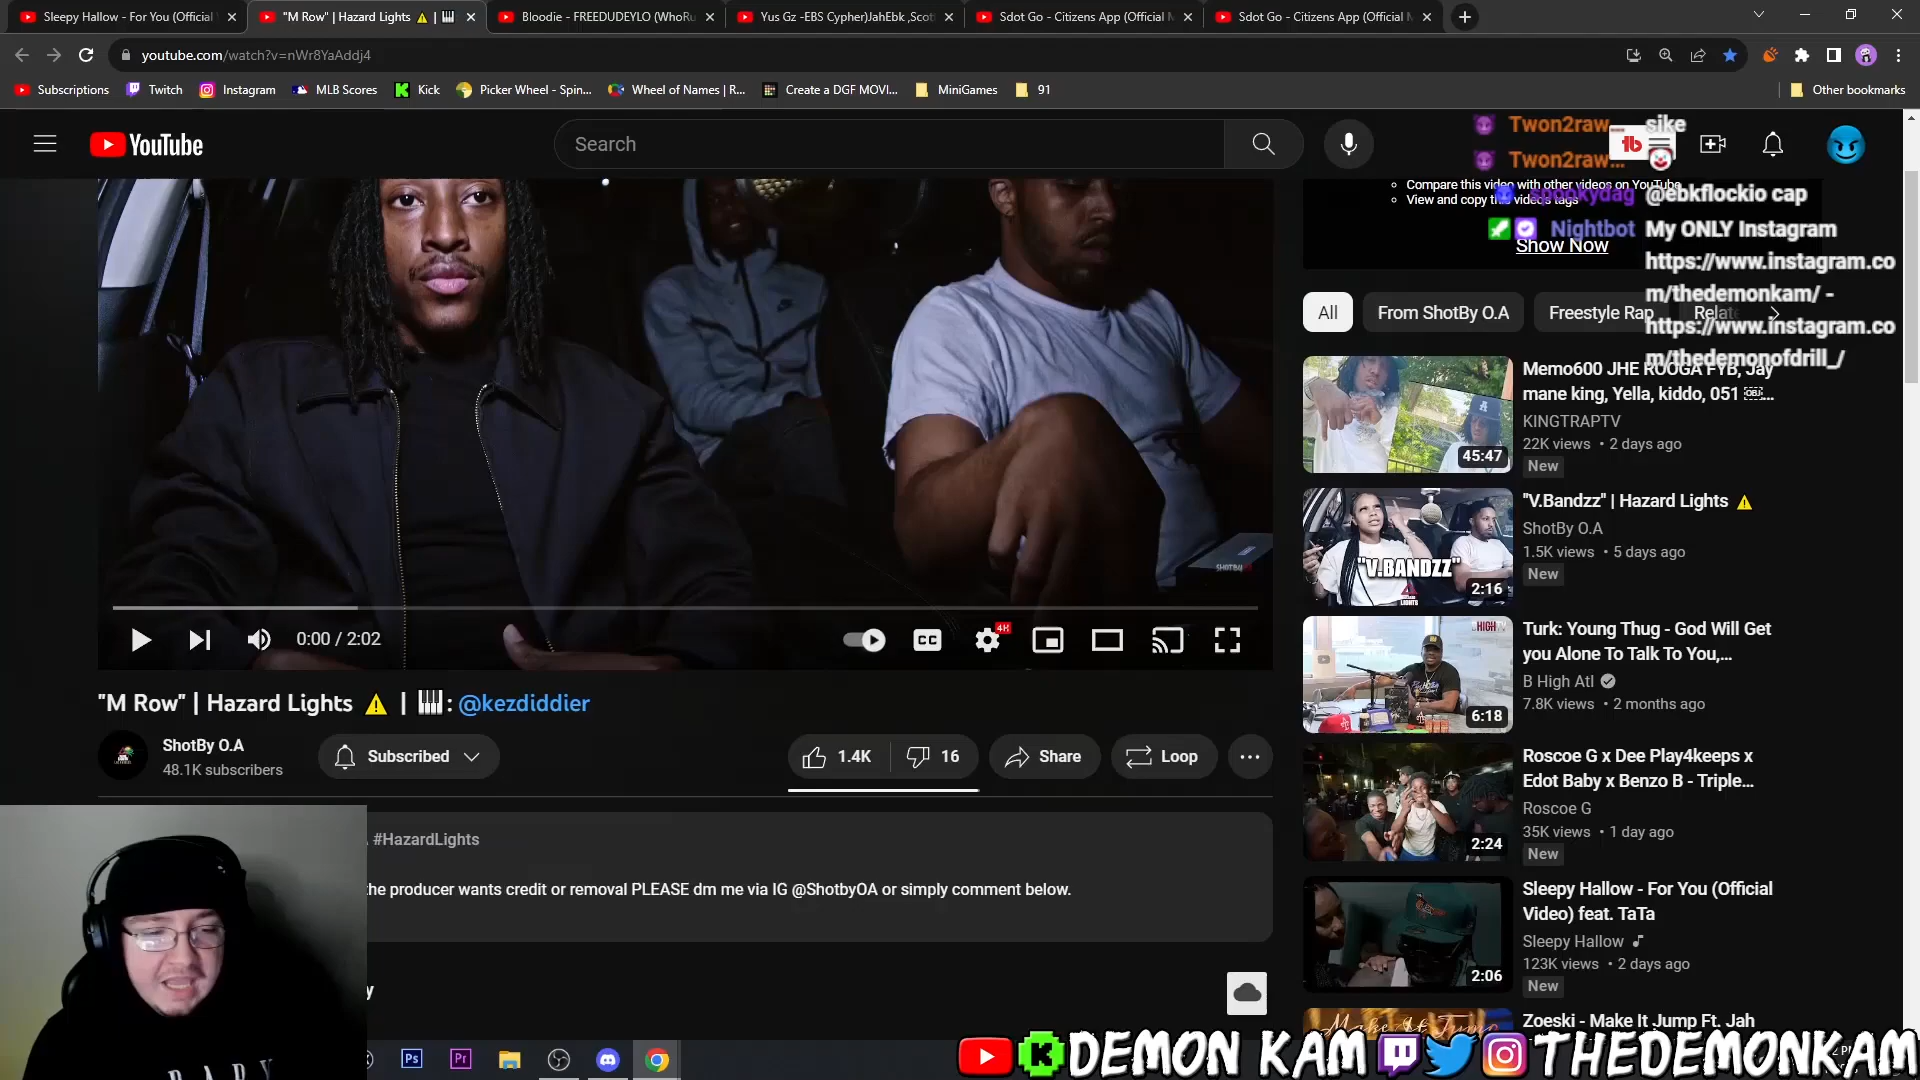 Sleepy Hallow - For You (Official
"M Row" | Hazard Lights ⚠ | 🎹
Bloodie - FREEDUDEYLO (WhoRu
Yus Gz -EBS Cypher)JahEbk ,Scot
Sdot Go - Citizens App (Official M
Sdot Go - Citizens App (Official M
youtube.com/watch?v=nWr8YaAddj4
Subscriptions
Twitch
Instagram
MLB Scores
Kick
Picker Wheel - Spin...
Wheel of Names | R...
Create a DGF MOVI...
MiniGames
91
Other bookmarks
YouTube
Search
Twon2raw sike
Twon2raw...
spookydag @ebkflockio cap
Nightbot My ONLY Instagram
https://www.instagram.co
m/thedemonkam/ -
https://www.instagram.co
m/thedemonofdrill_/
Compare this video with other videos on YouTube
View and copy this video's tags
Show Now
All
From ShotBy O.A
Freestyle Rap
Relate
Memo600 JHE ROOGA FYB, Jay
mane king, Yella, kiddo, 051 OBJ...
KINGTRAPTV
22K views • 2 days ago
New
45:47
"V.Bandzz" | Hazard Lights ⚠
ShotBy O.A
1.5K views • 5 days ago
New
"V.BANDZZ"
2:16
Turk: Young Thug - God Will Get
you Alone To Talk To You,...
B High Atl
7.8K views • 2 months ago
6:18
Roscoe G x Dee Play4keeps x
Edot Baby x Benzo B - Triple...
Roscoe G
35K views • 1 day ago
New
2:24
Sleepy Hallow - For You (Official
Video) feat. TaTa
Sleepy Hallow
123K views • 2 days ago
New
2:06
Zoeski - Make It Jump Ft. Jah
Make It Jump
0:00 / 2:02
CC
4K
"M Row" | Hazard Lights ⚠ | 🎹: @kezdiddier
ShotBy O.A
48.1K subscribers
Subscribed
1.4K
16
Share
Loop
#HazardLights
the producer wants credit or removal PLEASE dm me via IG @ShotbyOA or simply comment below.
Ps
Pr
K DEMON KAM
THEDEMONKAM